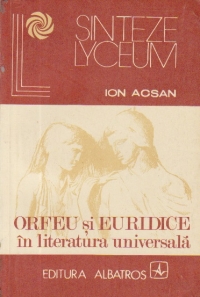 SINTEZE
LYCEUM
ION ACSAN
ORFEU și EURIDICE
în literatura universală
EDITURA ALBATROS